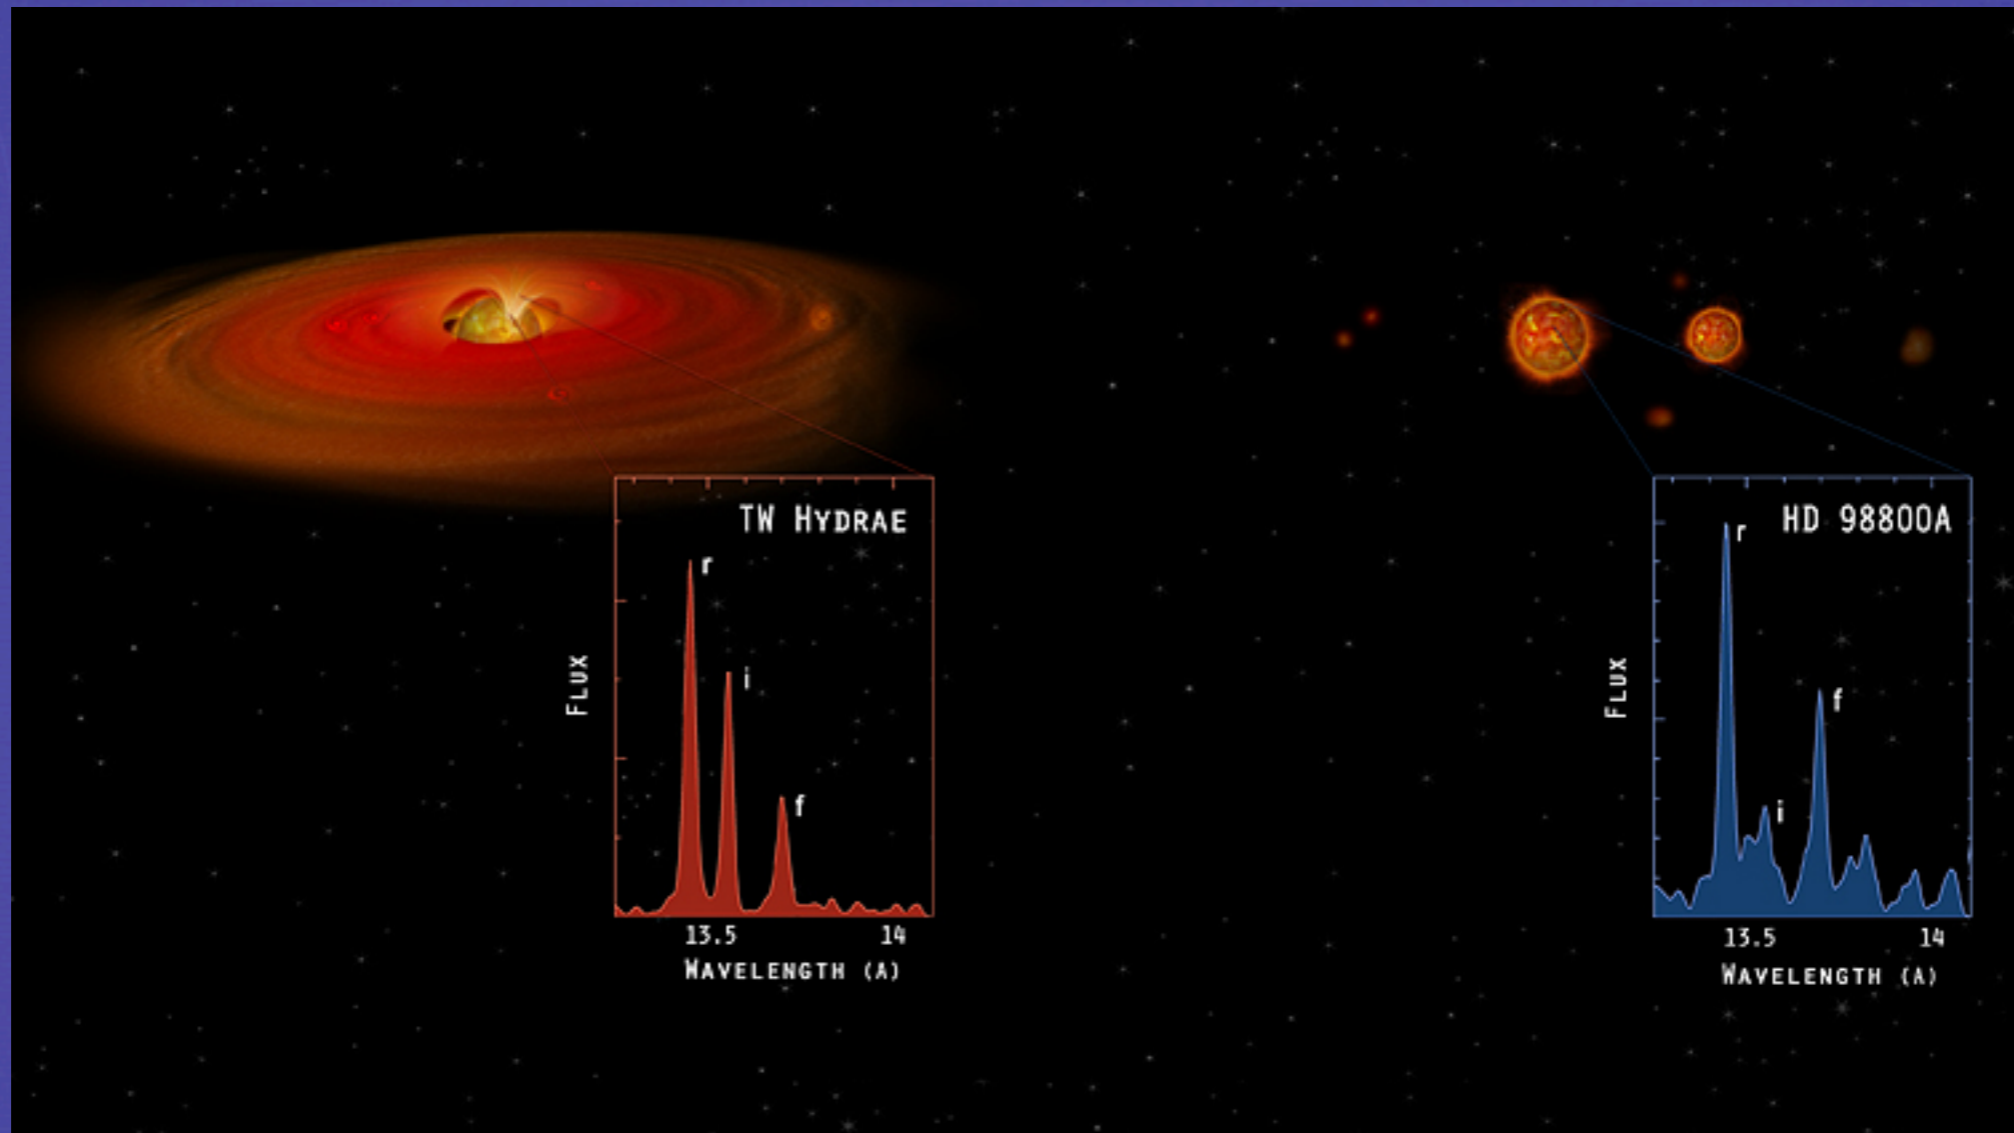 TW HYDRAE
r
i
f
FLUX
13.5 14
WAVELENGTH (A)
HD 98800A
r
f
i
FLUX
13.5 14
WAVELENGTH (A)